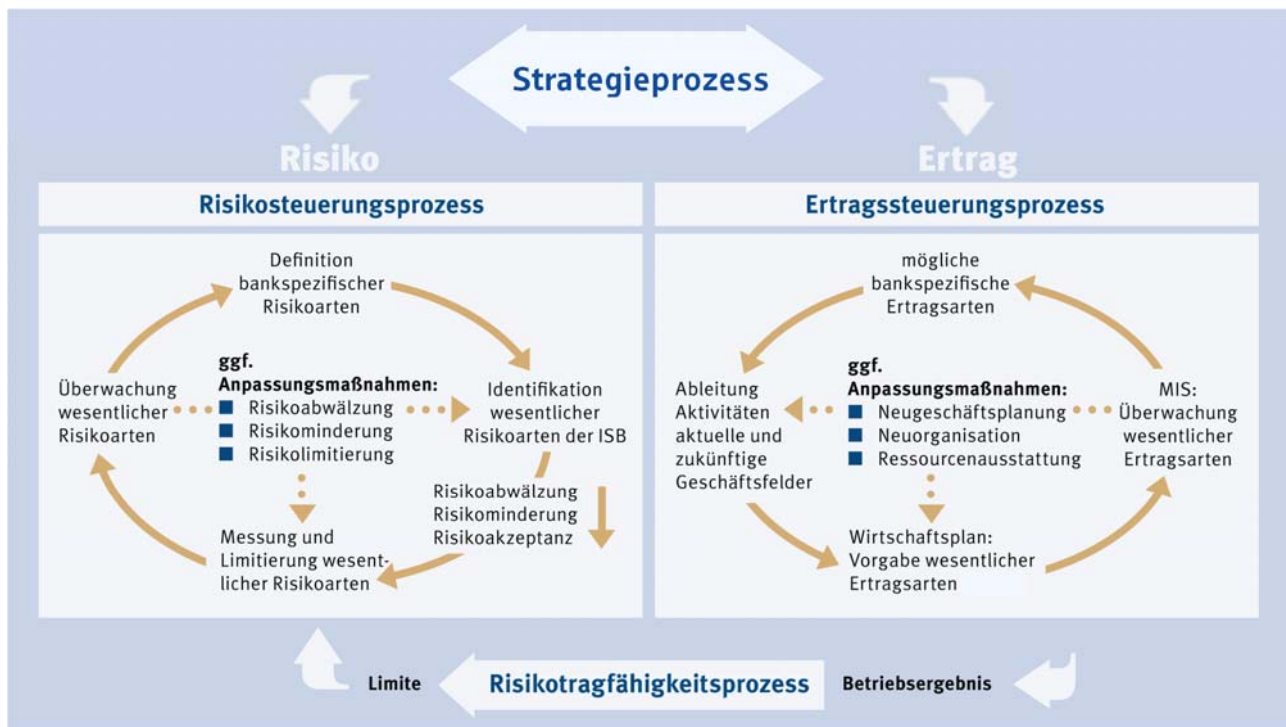 Strategieprozess
Risiko
Ertrag
Risikosteuerungsprozess
Ertragssteuerungsprozess
Definition
bankspezifischer
Risikoarten
ggf.
Anpassungsmaßnahmen:
Risikoabwälzung
Risikominderung
Risikolimitierung
Überwachung
wesentlicher
Risikoarten
Identifikation
wesentlicher
Risikoarten der ISB
Risikoabwälzung
Risikominderung
Risikoakzeptanz
Messung und
Limitierung wesent-
licher Risikoarten
mögliche
bankspezifische
Ertragsarten
ggf.
Anpassungsmaßnahmen:
Neugeschäftsplanung
Neuorganisation
Ressourcenausstattung
Ableitung
Aktivitäten
aktuelle und
zukünftige
Geschäftsfelder
MIS:
Überwachung
wesentlicher
Ertragsarten
Wirtschaftsplan:
Vorgabe wesentlicher
Ertragsarten
Limite
Risikotragfähigkeitsprozess
Betriebsergebnis